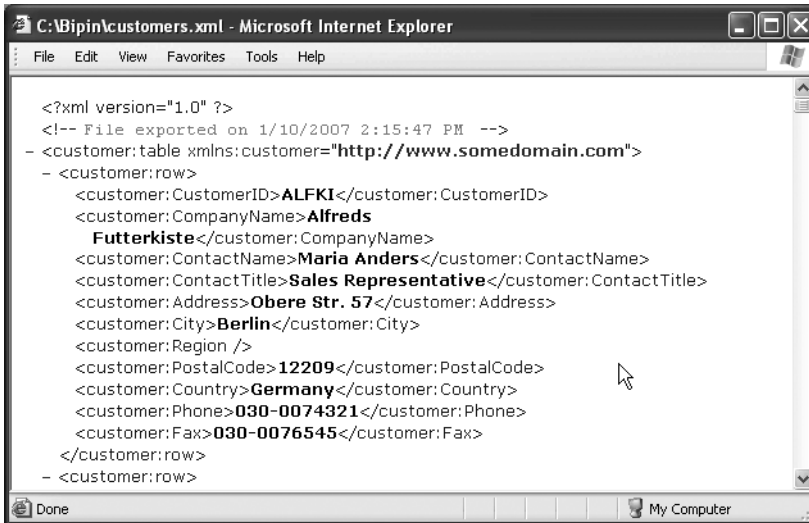 C:\Bipin\customers.xml - Microsoft Internet Explorer
File Edit View Favorites Tools Help
<?xml version="1.0" ?>
<!-- File exported on 1/10/2007 2:15:47 PM -->
- <customer:table xmlns:customer="http://www.somedomain.com">
- <customer:row>
<customer:CustomerID>ALFKI</customer:CustomerID>
<customer:CompanyName>Alfreds
Futterkiste</customer:CompanyName>
<customer:ContactName>Maria Anders</customer:ContactName>
<customer:ContactTitle>Sales Representative</customer:ContactTitle>
<customer:Address>Obere Str. 57</customer:Address>
<customer:City>Berlin</customer:City>
<customer:Region />
<customer:PostalCode>12209</customer:PostalCode>
<customer:Country>Germany</customer:Country>
<customer:Phone>030-0074321</customer:Phone>
<customer:Fax>030-0076545</customer:Fax>
</customer:row>
- <customer:row>
Done My Computer